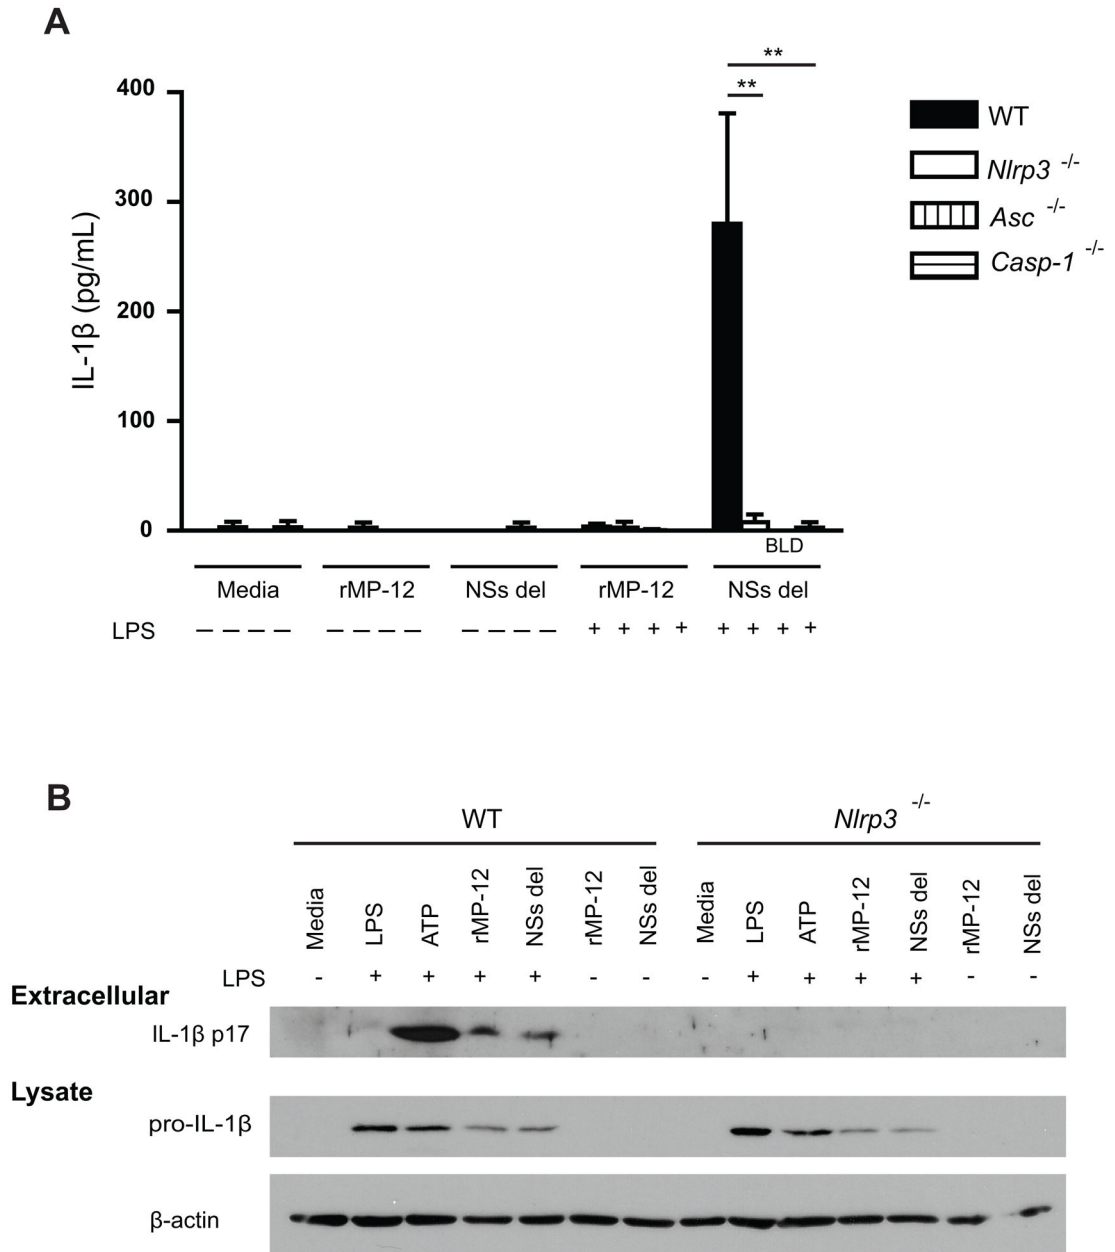 A
** 
**
400
300
200
100
0
IL-1β (pg/mL)
WT
Nlrp3 -/-
Asc -/-
Casp-1 -/-
BLD
Media rMP-12 NSs del rMP-12 NSs del
LPS — — — — — — — — — — — — + + + + + + + +
B
WT Nlrp3 -/-
Media LPS ATP rMP-12 NSs del rMP-12 NSs del Media LPS ATP rMP-12 NSs del rMP-12 NSs del
LPS - + + + + - - - + + + + - -
Extracellular
IL-1β p17
Lysate
pro-IL-1β
β-actin